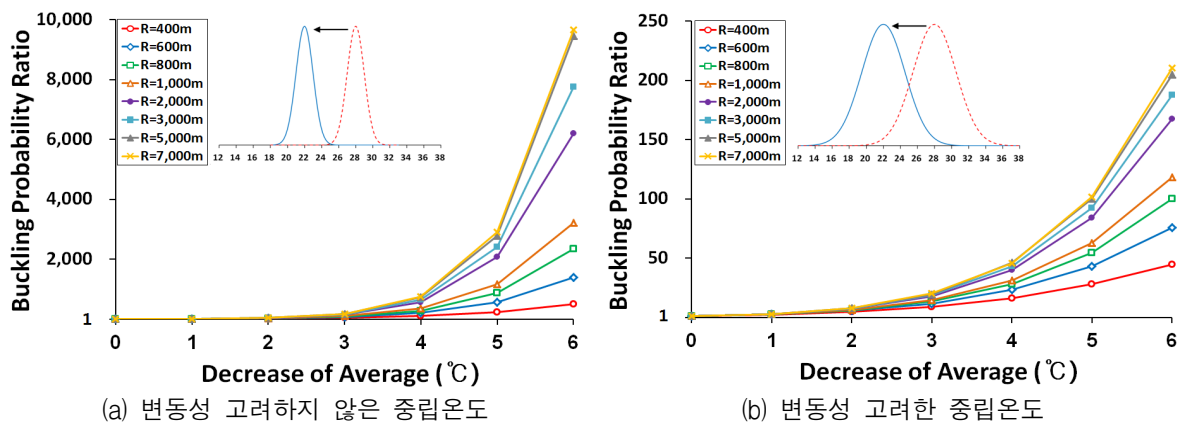 Buckling Probability Ratio
10,000
8,000
6,000
4,000
2,000
1
R=400m
R=600m
R=800m
R=1,000m
R=2,000m
R=3,000m
R=5,000m
R=7,000m
12 14 16 18 20 22 24 26 28 30 32 34 36 38
0 1 2 3 4 5 6
Decrease of Average (℃)
(a) 변동성 고려하지 않은 중립온도
Buckling Probability Ratio
250
200
150
100
50
1
R=400m
R=600m
R=800m
R=1,000m
R=2,000m
R=3,000m
R=5,000m
R=7,000m
12 14 16 18 20 22 24 26 28 30 32 34 36 38
0 1 2 3 4 5 6
Decrease of Average (℃)
(b) 변동성 고려한 중립온도